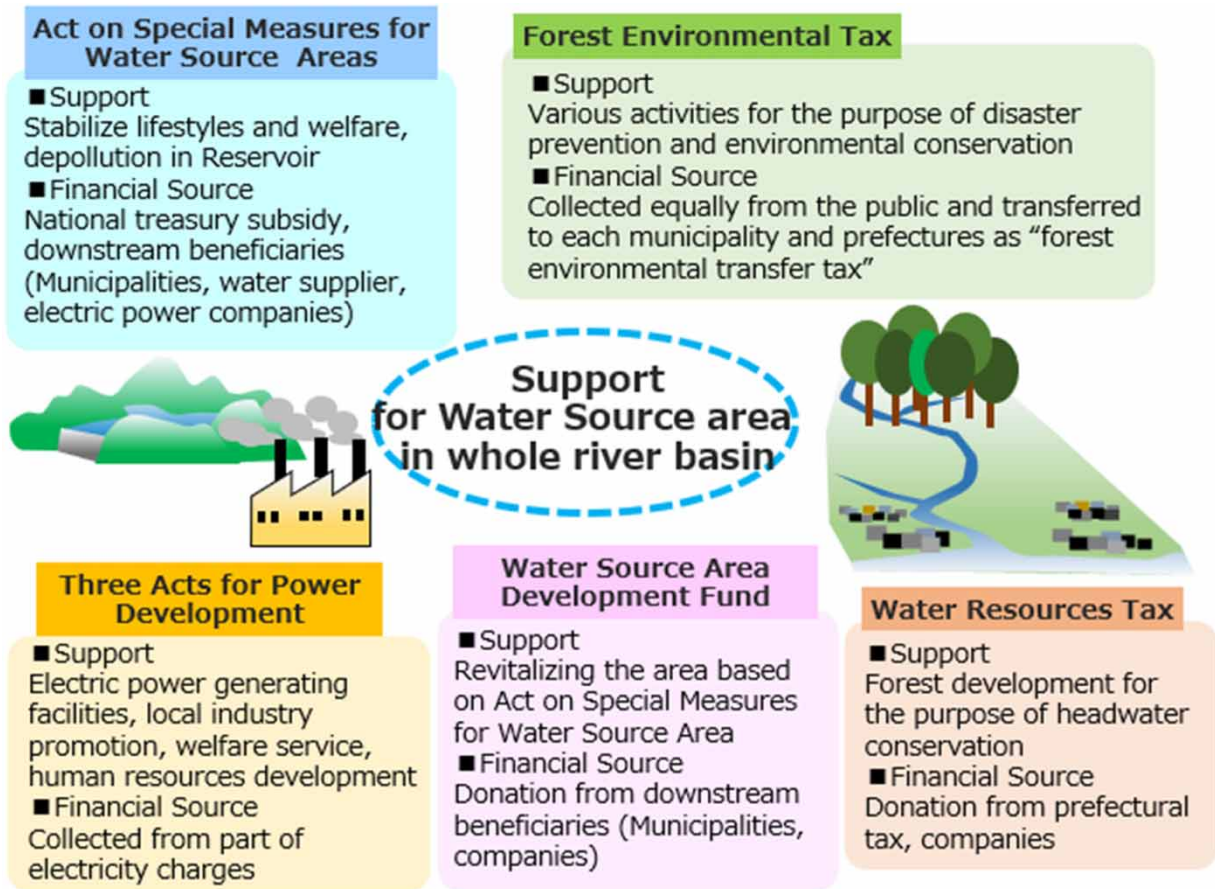 Act on Special Measures for
Water Source Areas
■Support
Stabilize lifestyles and welfare,
depollution in Reservoir
■Financial Source
National treasury subsidy,
downstream beneficiaries
(Municipalities, water supplier,
electric power companies)
Forest Environmental Tax
■Support
Various activities for the purpose of disaster
prevention and environmental conservation
■Financial Source
Collected equally from the public and transferred
to each municipality and prefectures as “forest
environmental transfer tax”
Support
for Water Source area
in whole river basin
Three Acts for Power
Development
■Support
Electric power generating
facilities, local industry
promotion, welfare service,
human resources development
■Financial Source
Collected from part of
electricity charges
Water Source Area
Development Fund
■Support
Revitalizing the area based
on Act on Special Measures
for Water Source Area
■Financial Source
Donation from downstream
beneficiaries (Municipalities,
companies)
Water Resources Tax
■Support
Forest development for
the purpose of headwater
conservation
■Financial Source
Donation from prefectural
tax, companies